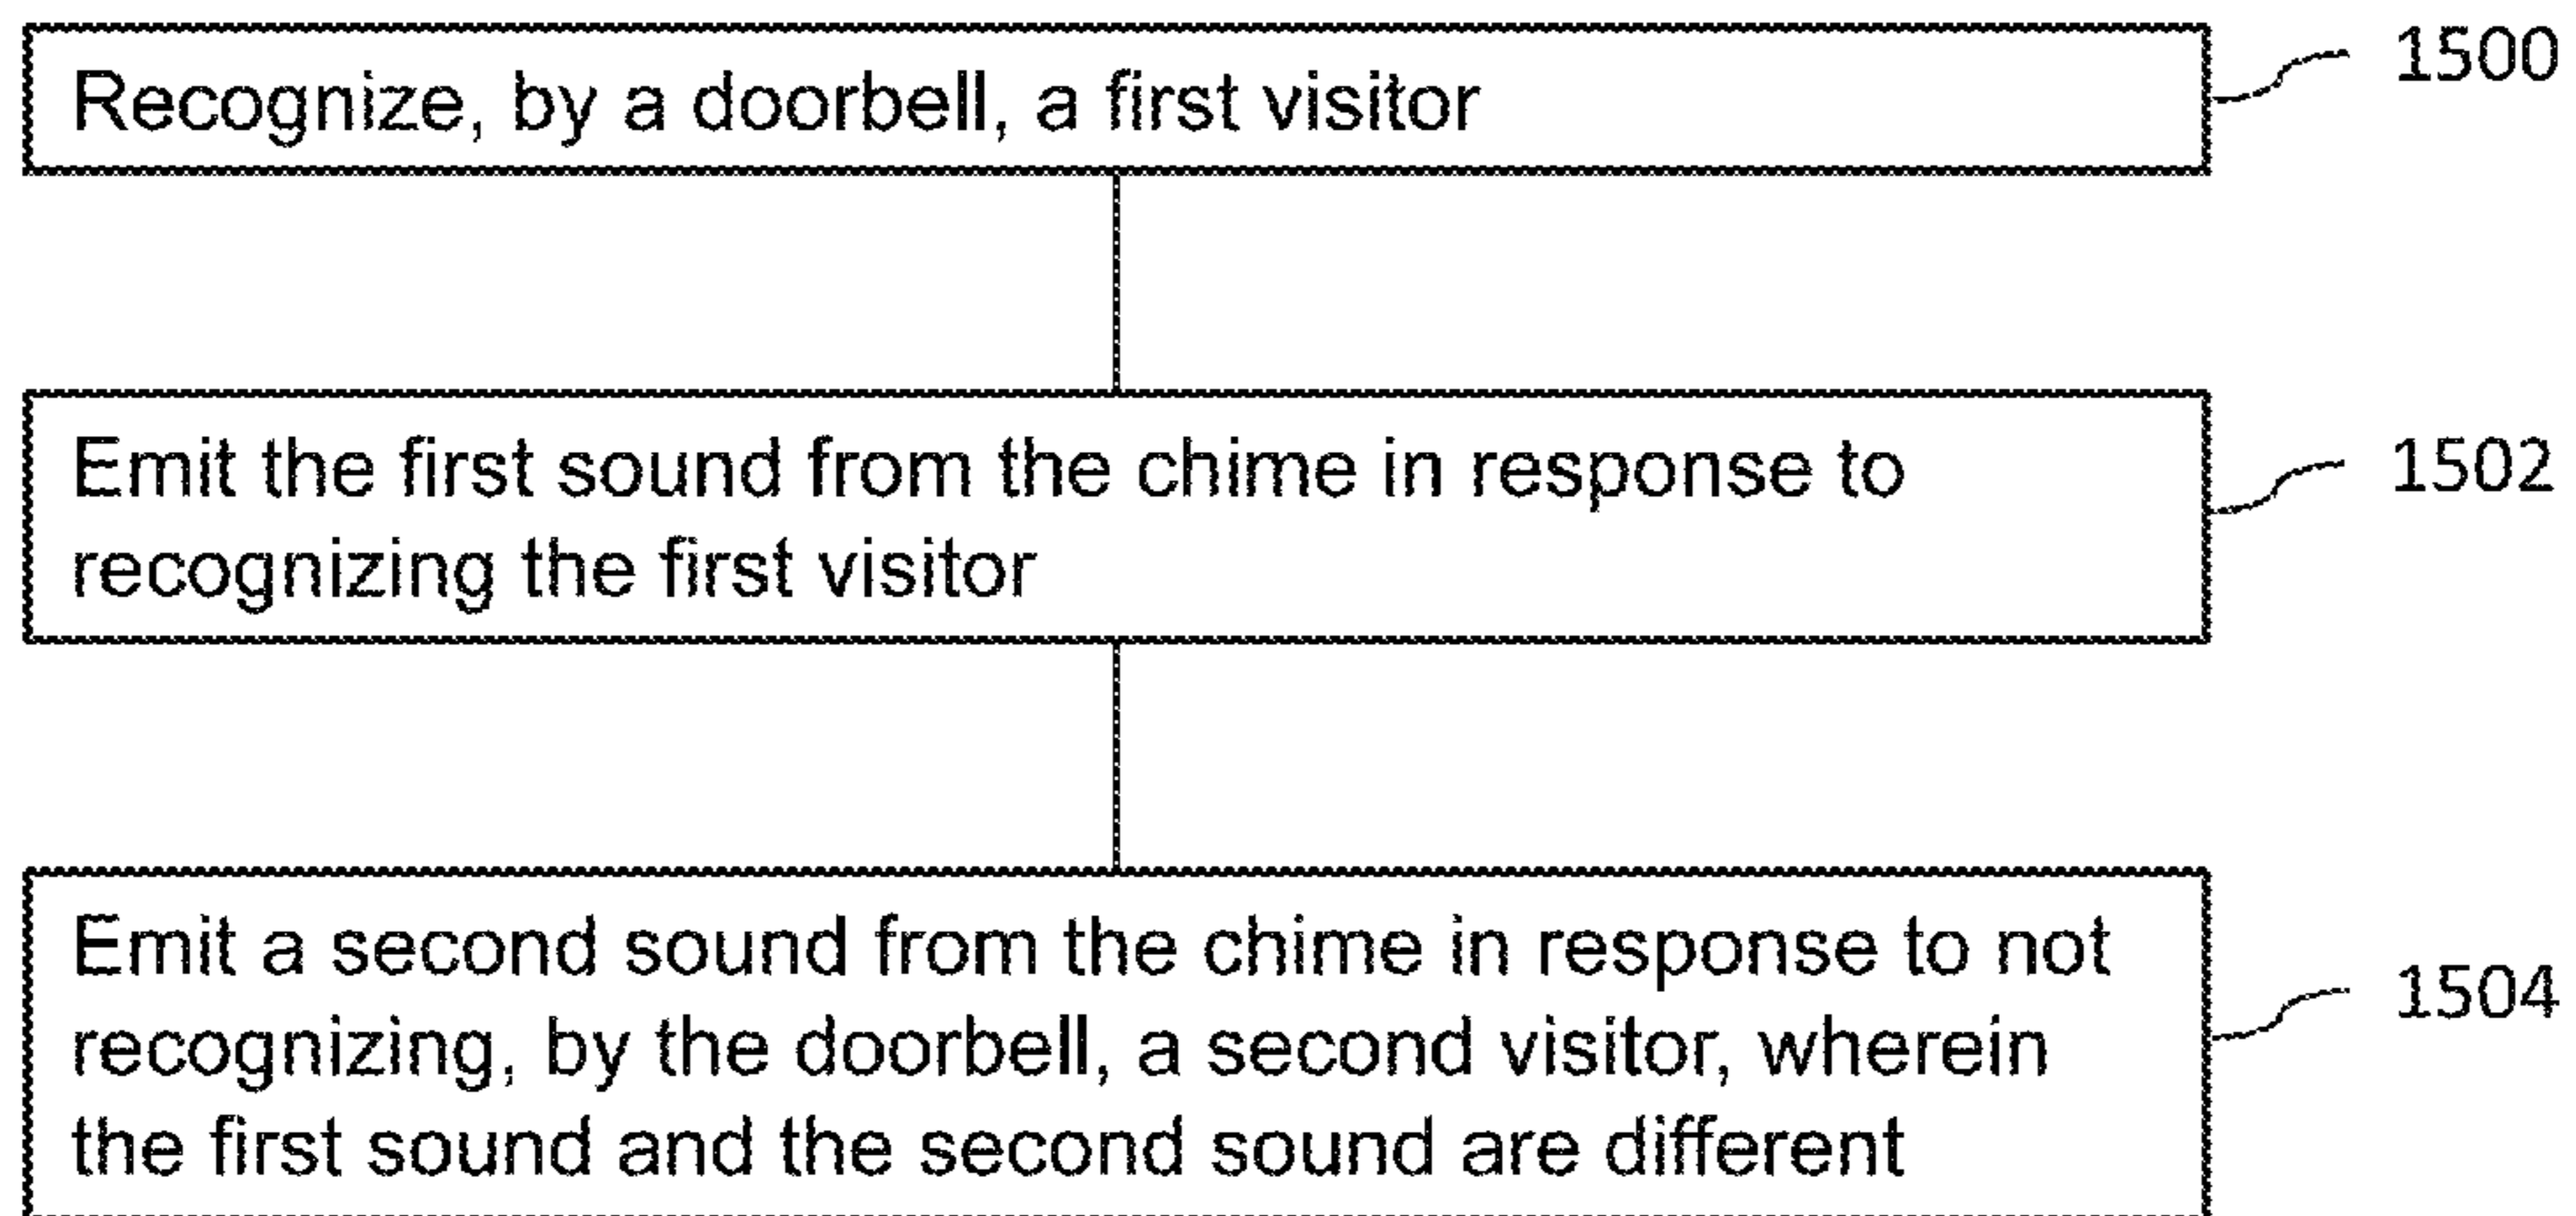 Recognize, by a doorbell, a first visitor
1500
Emit the first sound from the chime in response to
recognizing the first visitor
1502
Emit a second sound from the chime in response to not
recognizing, by the doorbell, a second visitor, wherein
the first sound and the second sound are different
1504